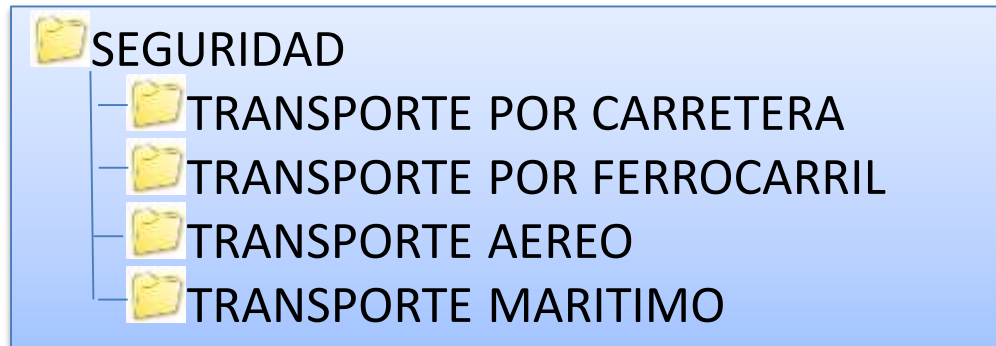 SEGURIDAD
TRANSPORTE POR CARRETERA
TRANSPORTE POR FERROCARRIL
TRANSPORTE AEREO
TRANSPORTE MARITIMO